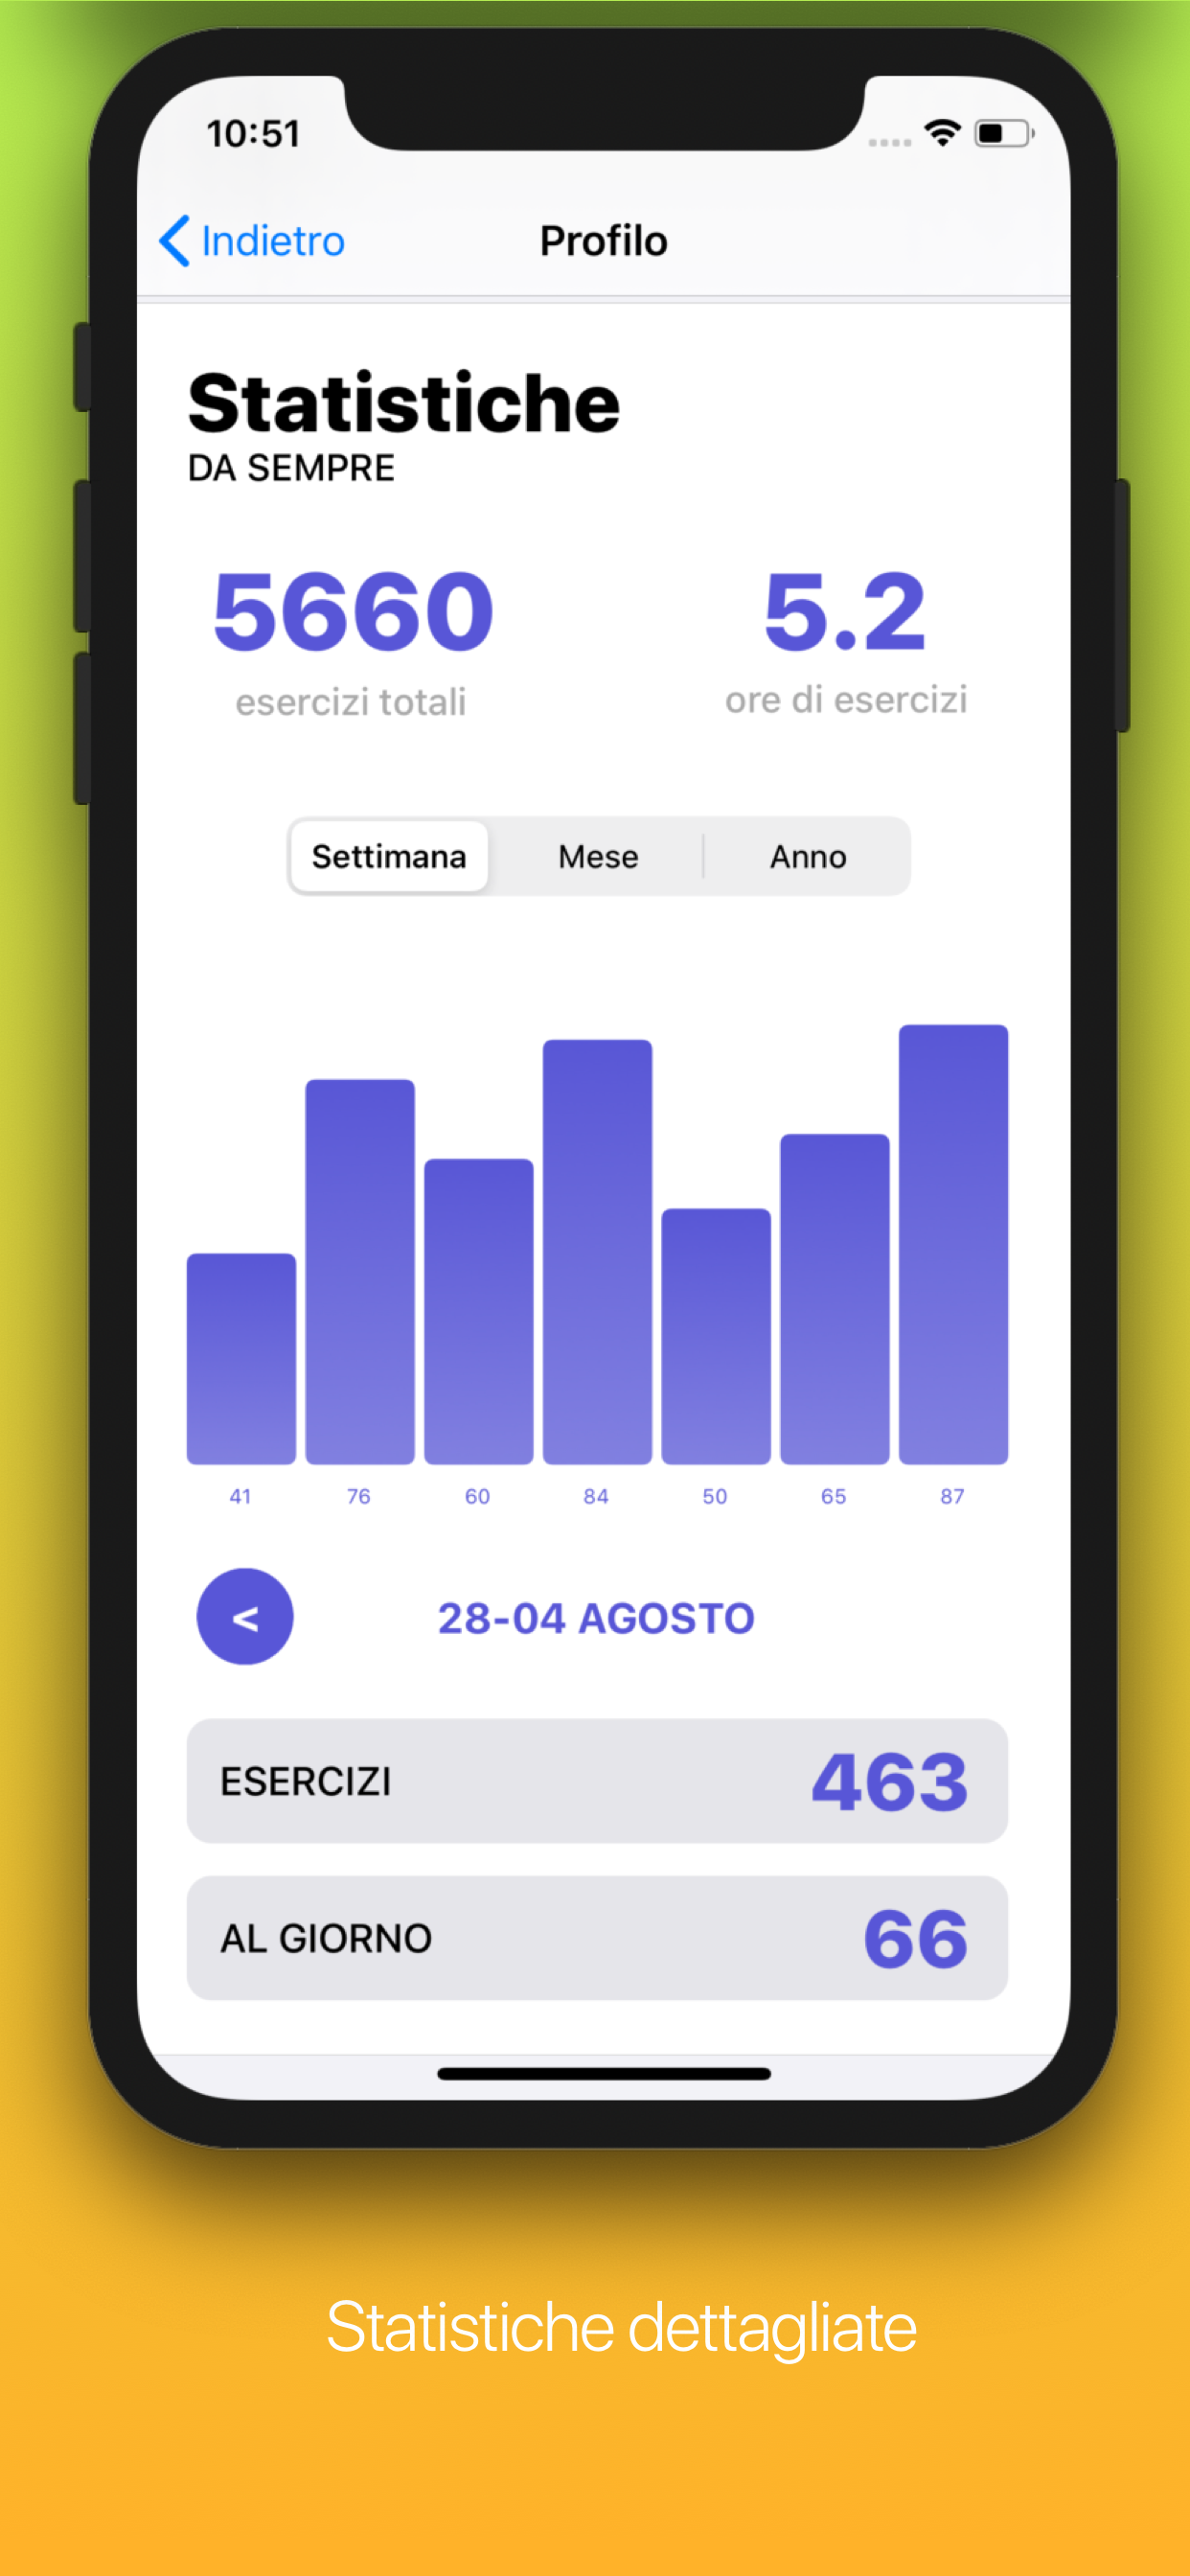 10:51
Indietro Profilo
Statistiche
DA SEMPRE
5660 5.2
esercizi totali ore di esercizi
Settimana Mese Anno
41 76 60 84 50 65 87
< 28-04 AGOSTO
ESERCIZI 463
AL GIORNO 66
Statistiche dettagliate